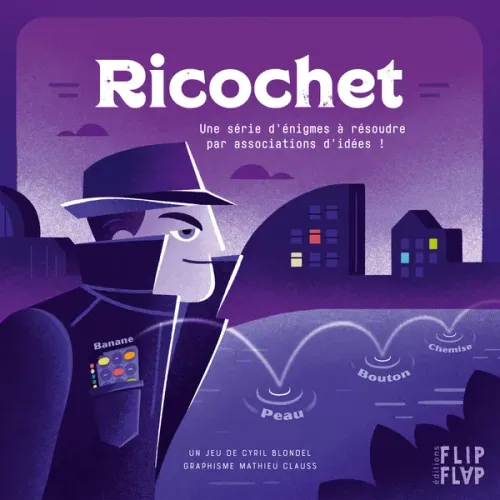 Ricochet
Une série d'énigmes à résoudre
par associations d'idées !
Banane
Peau
Bouton
Chemise
UN JEU DE CYRIL BLONDEL
GRAPHISME MATHIEU CLAUSS
éditions
FLIP
FLAP